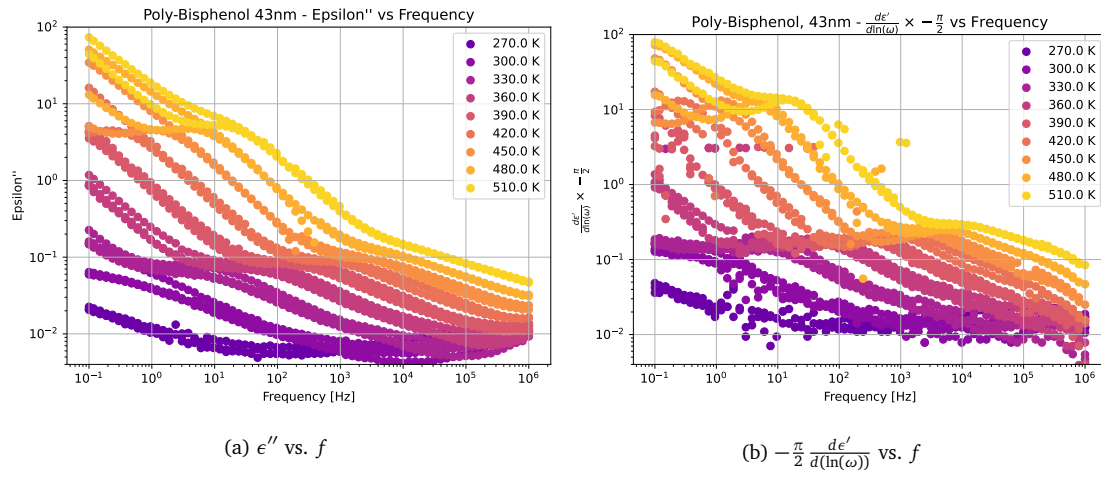 Poly-Bisphenol 43nm - Epsilon'' vs Frequency
Epsilon''
10^2
10^1
10^0
10^{-1}
10^{-2}
270.0 K
300.0 K
330.0 K
360.0 K
390.0 K
420.0 K
450.0 K
480.0 K
510.0 K
10^{-1} 10^0 10^1 10^2 10^3 10^4 10^5 10^6
Frequency [Hz]
(a) ϵ'' vs. f
Poly-Bisphenol, 43nm - \frac{dε'}{dln(ω)} × -\frac{π}{2} vs Frequency
\frac{dε'}{dln(ω)} × -\frac{π}{2}
10^2
10^1
10^0
10^{-1}
10^{-2}
270.0 K
300.0 K
330.0 K
360.0 K
390.0 K
420.0 K
450.0 K
480.0 K
510.0 K
10^{-1} 10^0 10^1 10^2 10^3 10^4 10^5 10^6
Frequency [Hz]
(b) -\frac{π}{2} \frac{dϵ'}{d(ln(ω))} vs. f